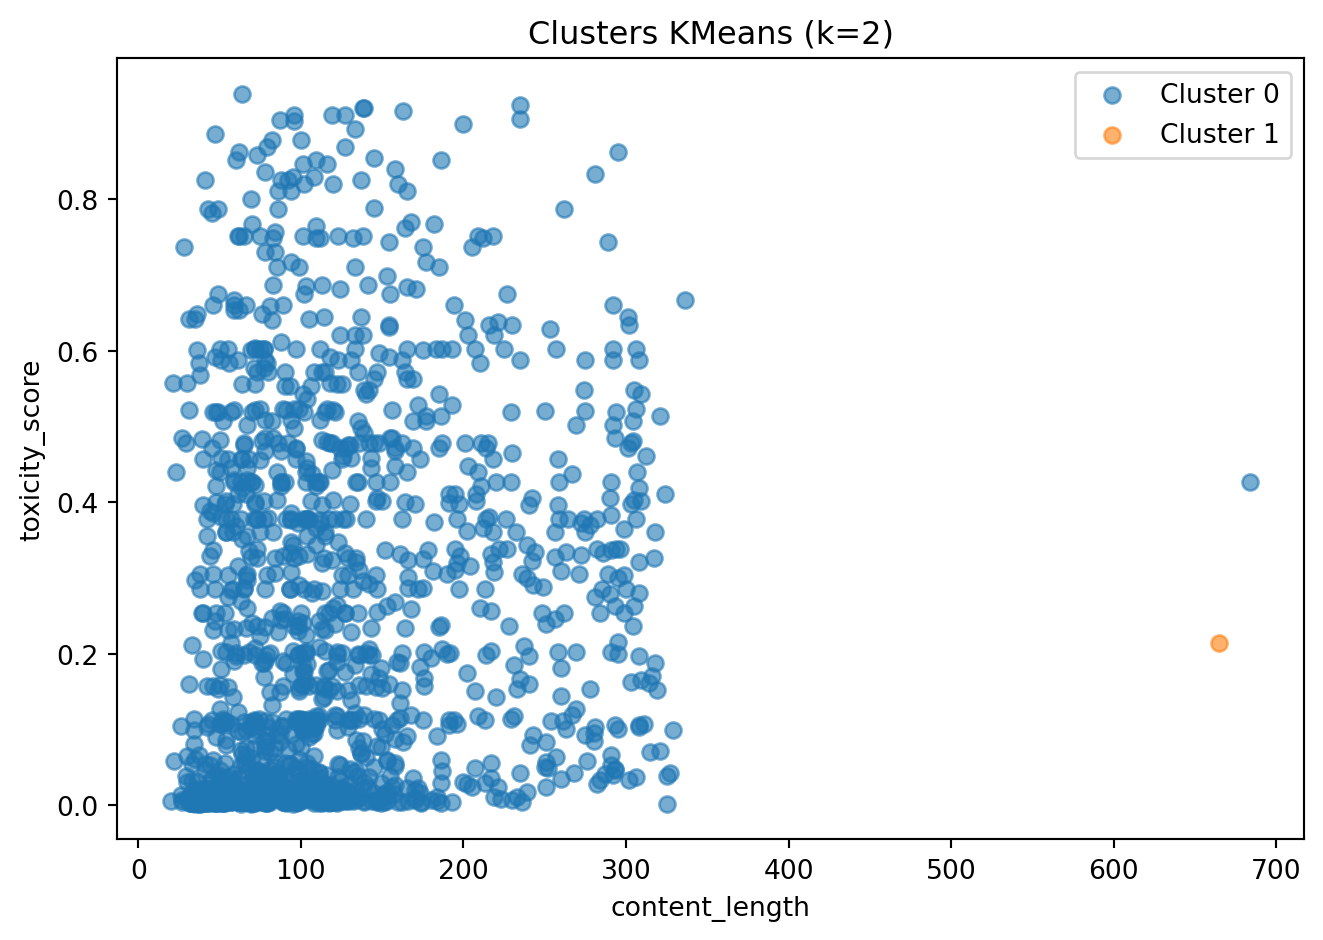 Clusters KMeans (k=2)
Cluster 0
Cluster 1
toxicity_score
0.8
0.6
0.4
0.2
0.0
0 100 200 300 400 500 600 700
content_length